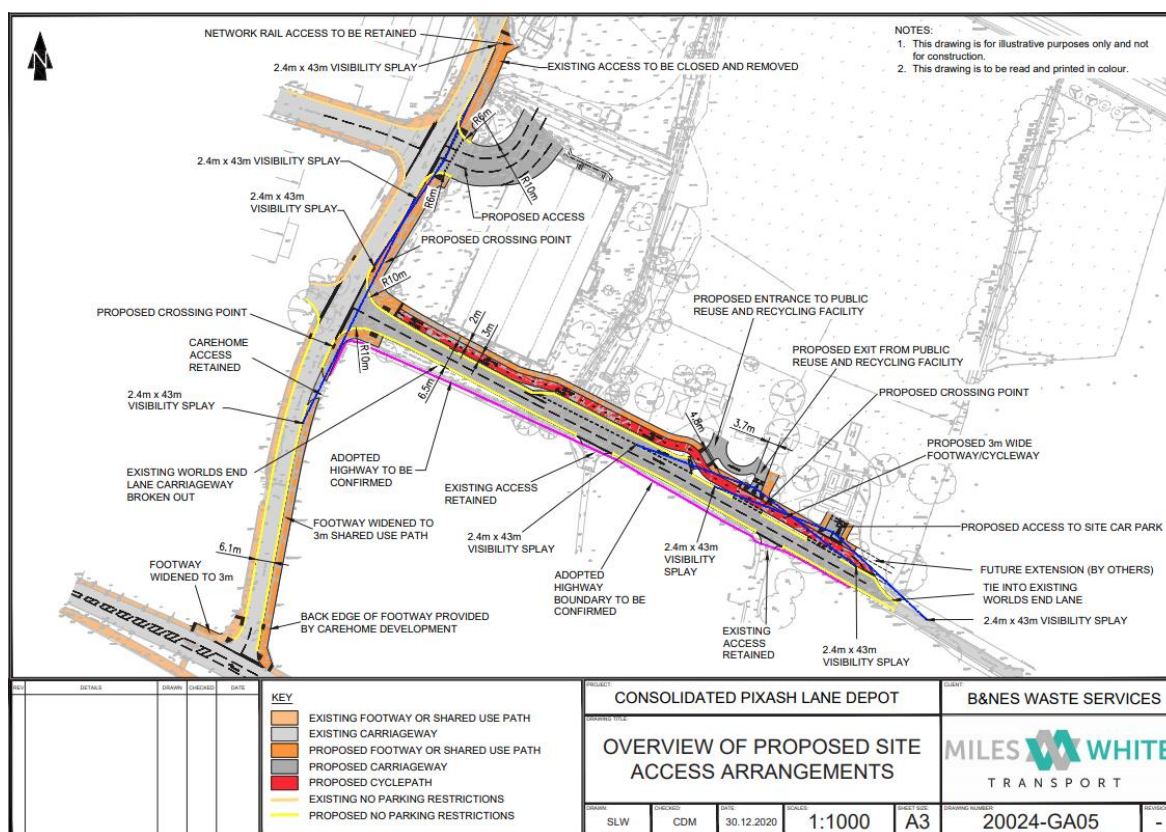 NETWORK RAIL ACCESS TO BE RETAINED
2.4m x 43m VISIBILITY SPLAY
EXISTING ACCESS TO BE CLOSED AND REMOVED
NOTES:
1. This drawing is for illustrative purposes only and not
for construction.
2. This drawing is to be read and printed in colour.
N
R6m
2.4m x 43m VISIBILITY SPLAY
R10m
2.4m x 43m
VISIBILITY SPLAY
R6m
PROPOSED ACCESS
PROPOSED CROSSING POINT
R10m
PROPOSED CROSSING POINT
2m
3m
PROPOSED ENTRANCE TO PUBLIC
REUSE AND RECYCLING FACILITY
CAREHOME
ACCESS
RETAINED
R10m
PROPOSED EXIT FROM PUBLIC
REUSE AND RECYCLING FACILITY
6.5m
PROPOSED CROSSING POINT
2.4m x 43m
VISIBILITY SPLAY
4.8m
3.7m
PROPOSED 3m WIDE
FOOTWAY/CYCLEWAY
EXISTING WORLDS END
LANE CARRIAGEWAY
BROKEN OUT
ADOPTED
HIGHWAY TO BE
CONFIRMED
EXISTING ACCESS
RETAINED
PROPOSED ACCESS TO SITE CAR PARK
FOOTWAY WIDENED TO
3m SHARED USE PATH
2.4m x 43m
VISIBILITY SPLAY
2.4m x 43m
VISIBILITY
SPLAY
6.1m
FOOTWAY
WIDENED TO 3m
ADOPTED
HIGHWAY
BOUNDARY TO BE
CONFIRMED
FUTURE EXTENSION (BY OTHERS)
TIE INTO EXISTING
WORLDS END LANE
BACK EDGE OF FOOTWAY PROVIDED
BY CAREHOME DEVELOPMENT
2.4m x 43m VISIBILITY SPLAY
EXISTING
ACCESS
RETAINED
2.4m x 43m
VISIBILITY SPLAY
REV
DETAILS
DRAWN
CHECKED
DATE
KEY
EXISTING FOOTWAY OR SHARED USE PATH
EXISTING CARRIAGEWAY
PROPOSED FOOTWAY OR SHARED USE PATH
PROPOSED CARRIAGEWAY
PROPOSED CYCLEPATH
EXISTING NO PARKING RESTRICTIONS
PROPOSED NO PARKING RESTRICTIONS
PROJECT:
CONSOLIDATED PIXASH LANE DEPOT
CLIENT:
B&NES WASTE SERVICES
DRAWING TITLE:
OVERVIEW OF PROPOSED SITE
ACCESS ARRANGEMENTS
MILES WHITE
TRANSPORT
DRAWN:
SLW
CHECKED:
CDM
DATE:
30.12.2020
SCALES:
1:1000
SHEET SIZE:
A3
DRAWING NUMBER:
20024-GA05
REVISION:
-